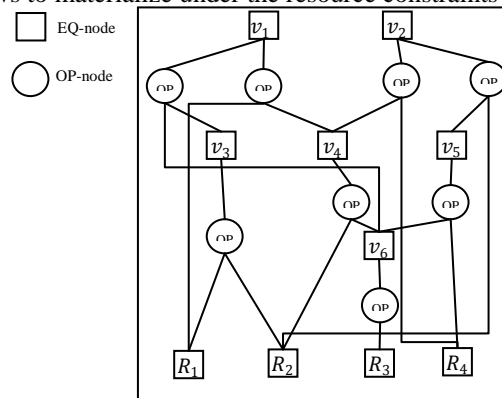 ws to materialize under the resource constraints
EQ-node
OP-node
v₁
v₂
OP
OP
OP
OP
v₃
v₄
v₅
OP
OP
OP
v₆
OP
R₁
R₂
R₃
R₄